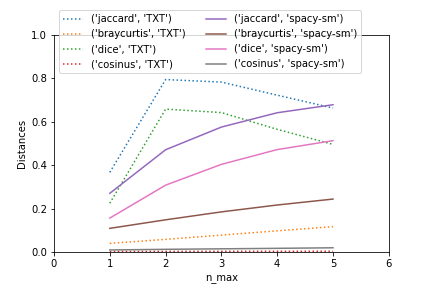 ('jaccard', 'TXT') ('jaccard', 'spacy-sm')
('braycurtis', 'TXT') ('braycurtis', 'spacy-sm')
('dice', 'TXT') ('dice', 'spacy-sm')
('cosinus', 'TXT') ('cosinus', 'spacy-sm')
1.0
0.8
0.6
0.4
0.2
0.0
Distances
0 1 2 3 4 5 6
n_max